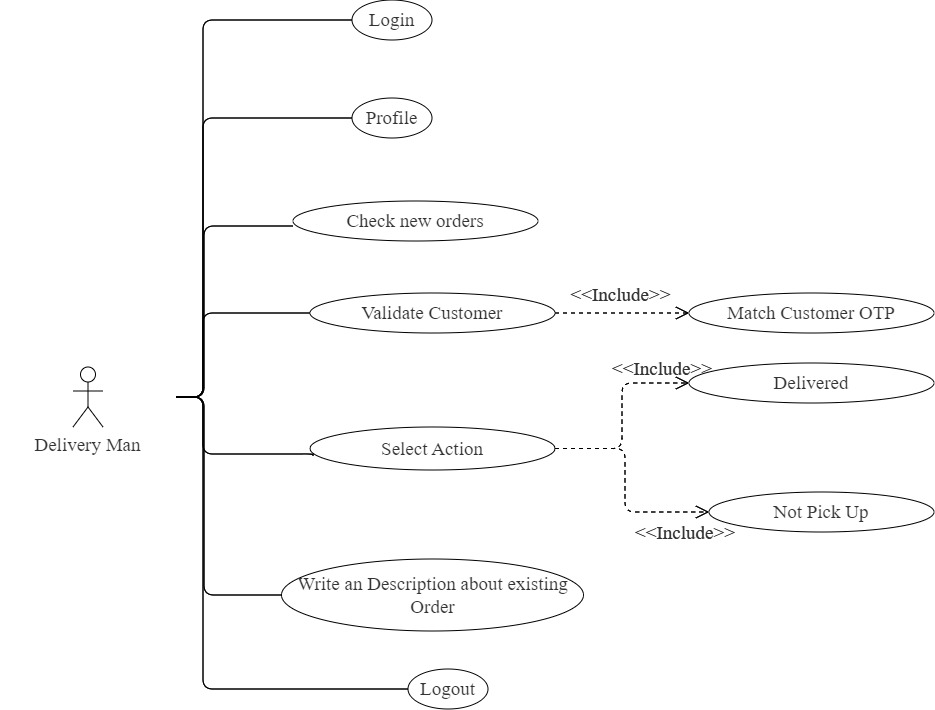 Login
Profile
Check new orders
<<Include>>
Validate Customer
Match Customer OTP
<<Include>>
Delivered
Delivery Man
Select Action
Not Pick Up
<<Include>>
Write an Description about existing
Order
Logout